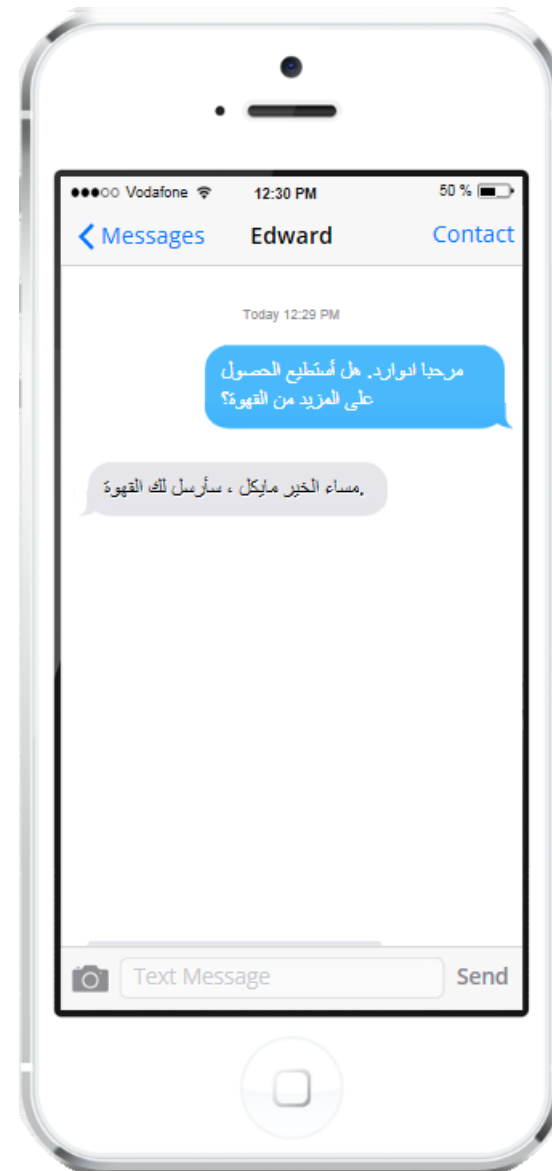 ●●●○○ Vodafone 12:30 PM 50 %
Messages Edward Contact
Today 12:29 PM
مرحبا ادوارد. هل أستطيع الحصول
على المزيد من القهوة؟
مساء الخير مايكل ، سأرسل لك القهوة.
Text Message Send